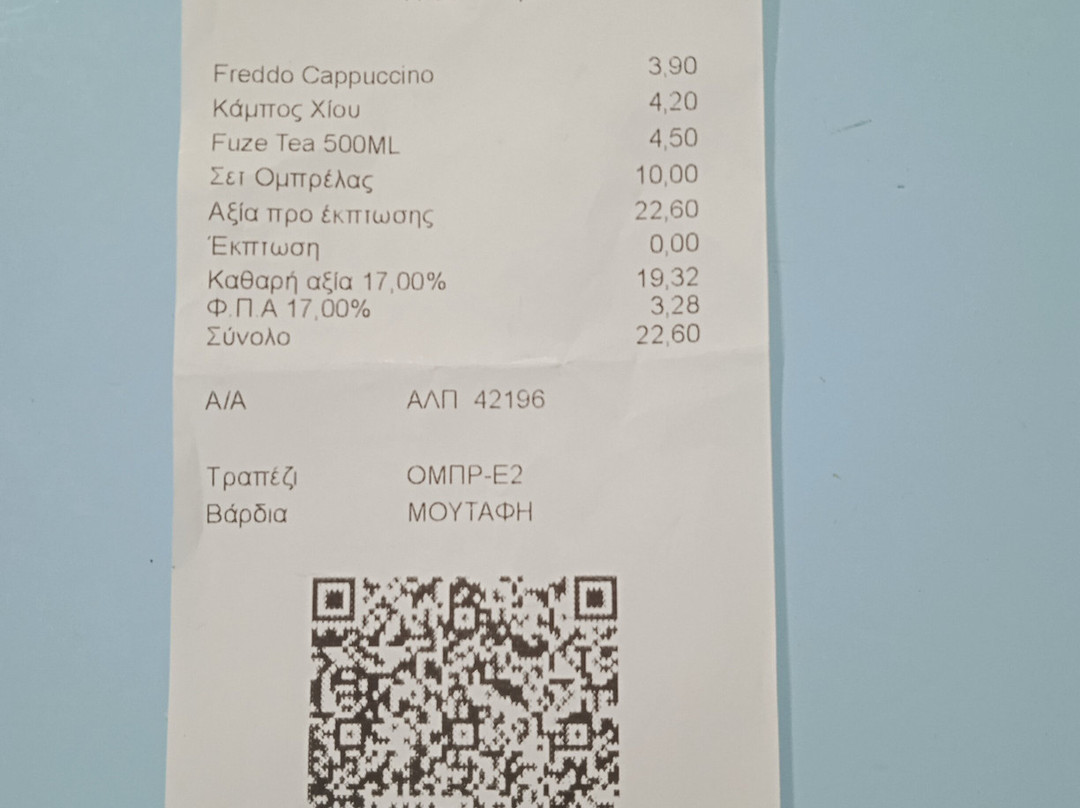 Freddo Cappuccino 3,90
Κάμπος Χίου 4,20
Fuze Tea 500ML 4,50
Σετ Ομπρέλας 10,00
Αξία προ έκπτωσης 22,60
Έκπτωση 0,00
Καθαρή αξία 17,00% 19,32
Φ.Π.Α 17,00% 3,28
Σύνολο 22,60
Α/Α ΑΛΠ 42196
Τραπέζι ΟΜΠΡ-Ε2
Βάρδια ΜΟΥΤΑΦΗ